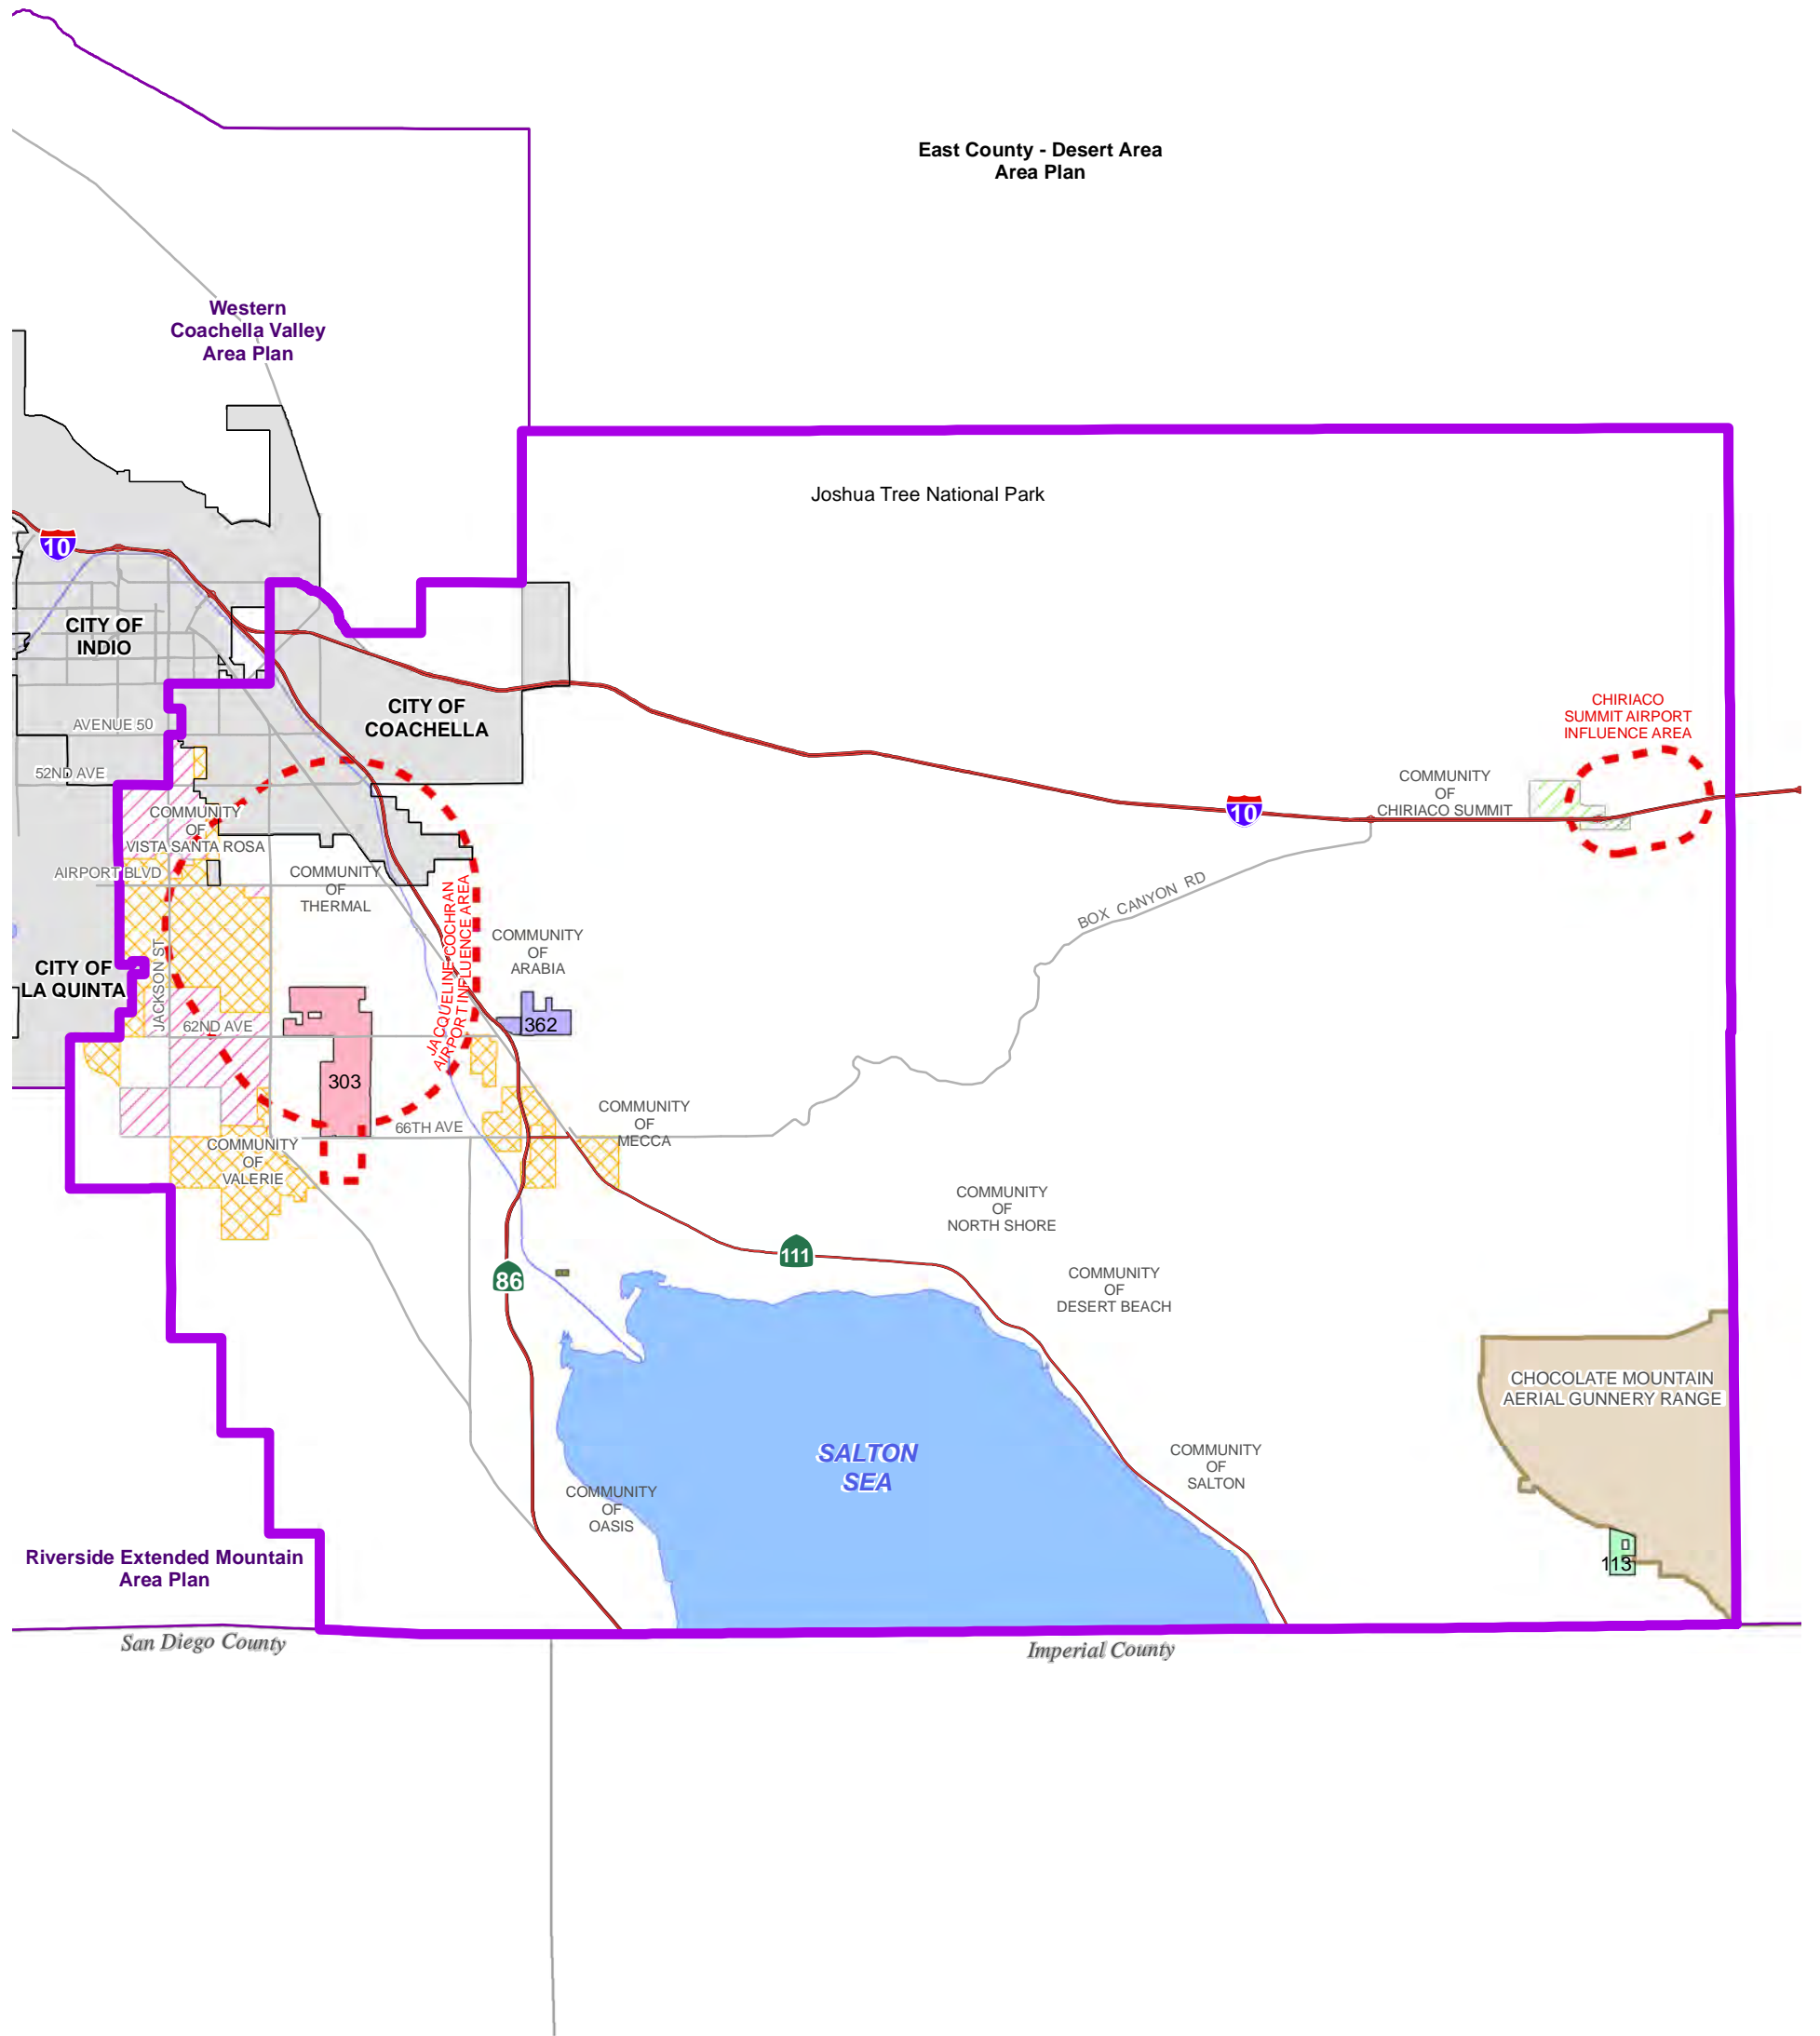 East County - Desert Area
Area Plan
Western
Coachella Valley
Area Plan
Joshua Tree National Park
10
CITY OF
INDIO
CITY OF
COACHELLA
AVENUE 50
CHIRIACO
SUMMIT AIRPORT
INFLUENCE AREA
52ND AVE
COMMUNITY
OF
CHIRIACO SUMMIT
10
COMMUNITY
OF
VISTA SANTA ROSA
AIRPORT BLVD
COMMUNITY
OF
THERMAL
BOX CANYON RD
JACQUELINE COCHRAN
AIRPORT INFLUENCE AREA
COMMUNITY
OF
ARABIA
CITY OF
LA QUINTA
JACKSON ST
62ND AVE
362
303
COMMUNITY
OF
MECCA
66TH AVE
COMMUNITY
OF
VALERIE
COMMUNITY
OF
NORTH SHORE
111
86
COMMUNITY
OF
DESERT BEACH
CHOCOLATE MOUNTAIN
AERIAL GUNNERY RANGE
SALTON
SEA
COMMUNITY
OF
SALTON
COMMUNITY
OF
OASIS
Riverside Extended Mountain
Area Plan
113
San Diego County
Imperial County